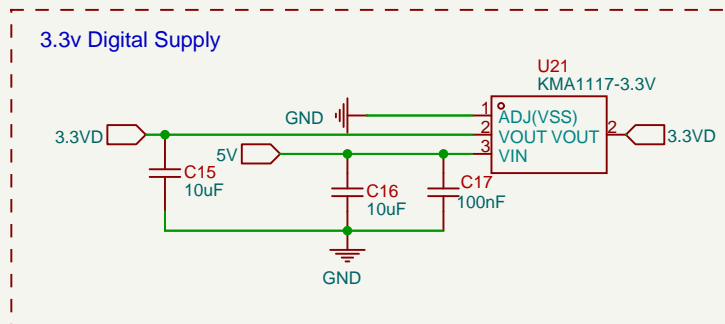 3.3v Digital Supply
U21
KMA1117-3.3V
GND
1
ADJ(VSS)
3.3VD
2
VOUT
VOUT
2
3.3VD
5V
3
VIN
C15
10uF
C16
10uF
C17
100nF
GND